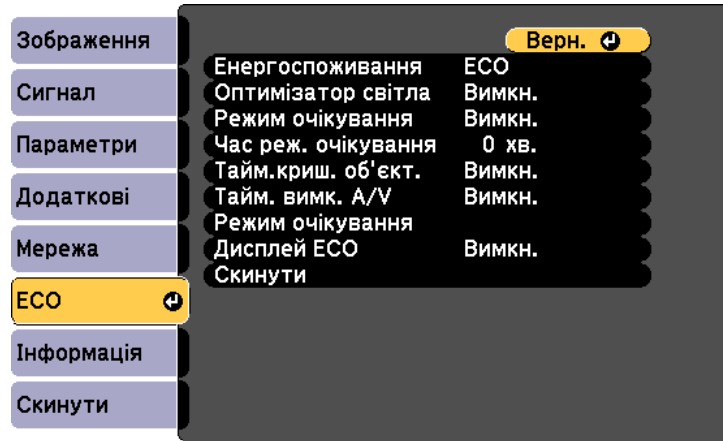 Зображення
Сигнал
Параметри
Додаткові
Мережа
ECO
Інформація
Скинути
Верн.
Енергоспоживання ECO
Оптимізатор світла Вимкн.
Режим очікування Вимкн.
Час реж. очікування 0 хв.
Тайм.криш. об'єкт. Вимкн.
Тайм. вимк. A/V Вимкн.
Режим очікування
Дисплей ECO Вимкн.
Скинути